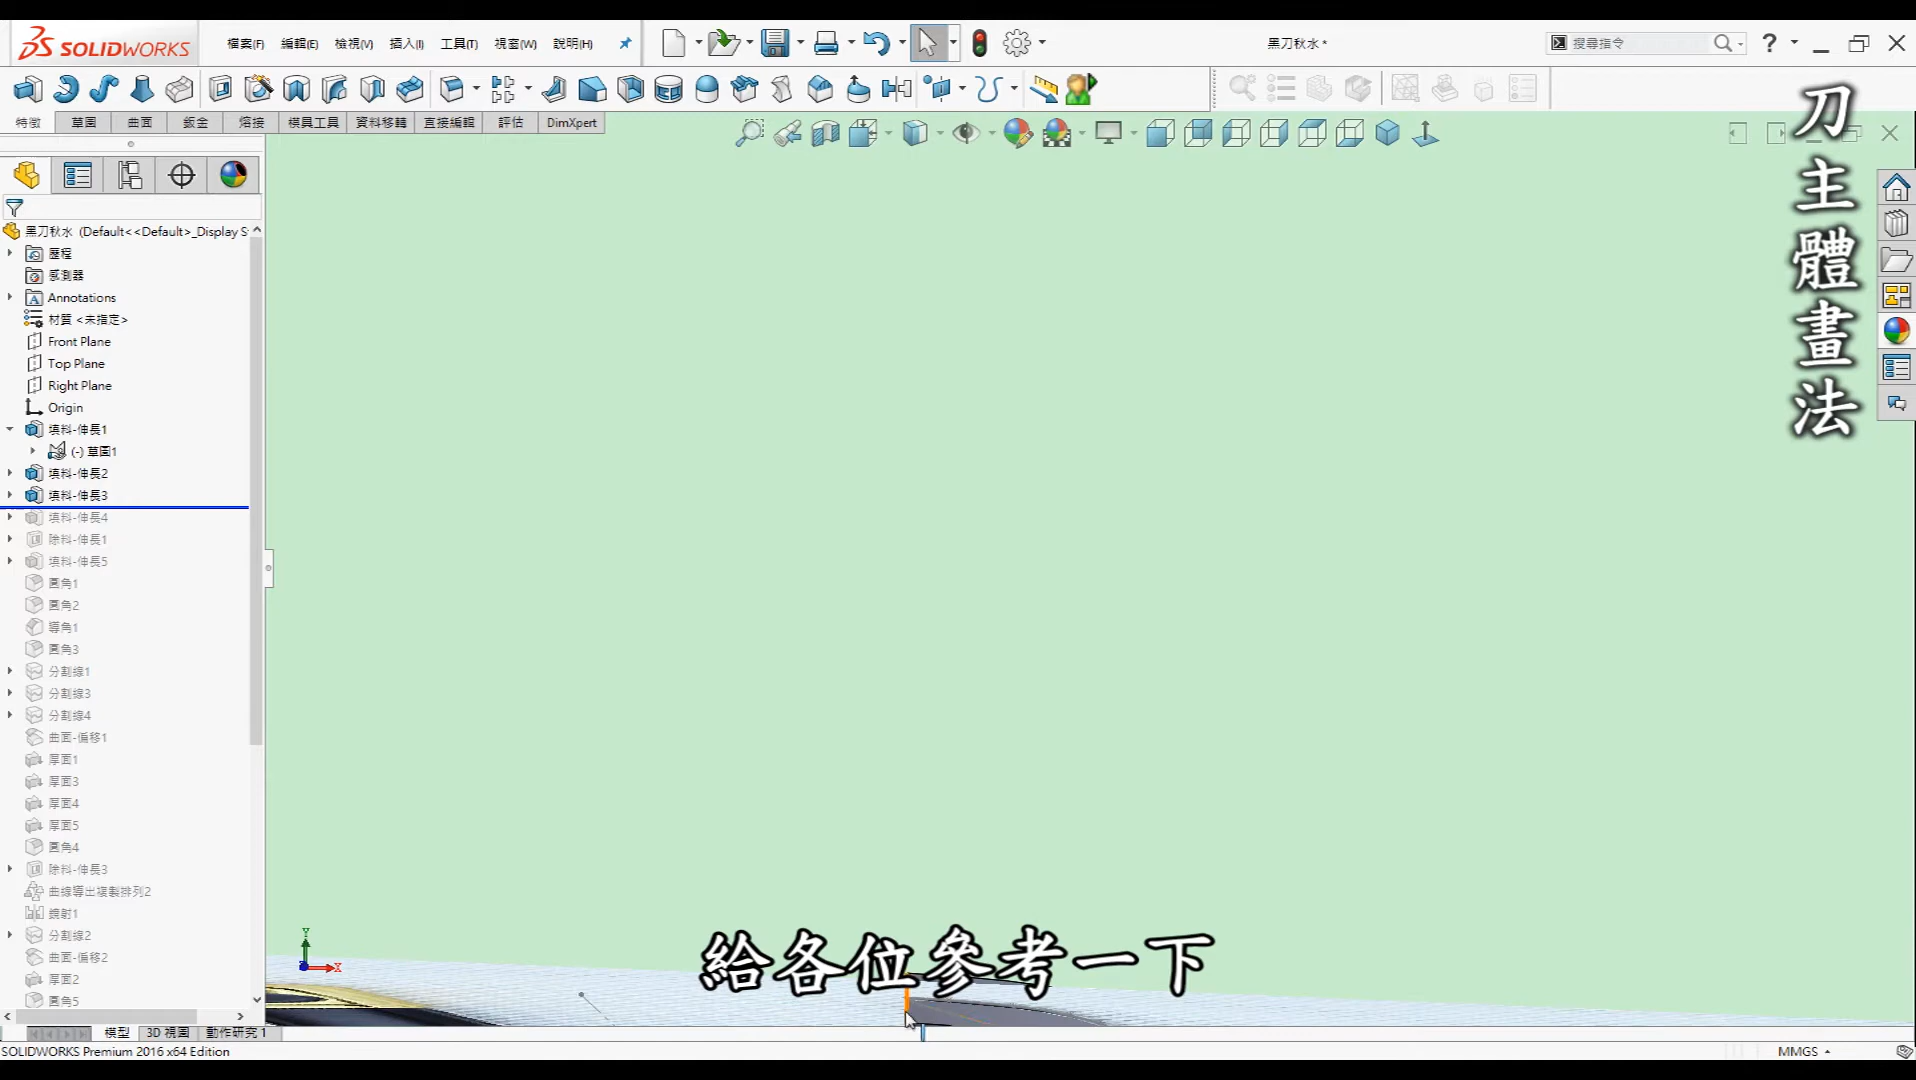 SOLIDWORKS
檔案(F) 編輯(E) 檢視(V) 插入(I) 工具(T) 視窗(W) 說明(H)
黑刀秋水 *
搜尋指令
特徵 草圖 曲面 鈑金 熔接 模具工具 資料移轉 直接編輯 評估 DimXpert
黑刀秋水 (Default<<Default>_Display S
歷程
感測器
Annotations
材質 <未指定>
Front Plane
Top Plane
Right Plane
Origin
填料-伸長1
(-) 草圖1
填料-伸長2
填料-伸長3
填料-伸長4
除料-伸長1
填料-伸長5
圓角1
圓角2
導角1
圓角3
分割線1
分割線3
分割線4
曲面-偏移1
厚面1
厚面3
厚面4
厚面5
圓角4
除料-伸長3
曲線導出複製排列2
鏡射1
分割線2
曲面-偏移2
厚面2
圓角5
刀主體畫法
給各位參考一下
Y
X
模型 3D 視圖 動作研究 1
SOLIDWORKS Premium 2016 x64 Edition
MMGS